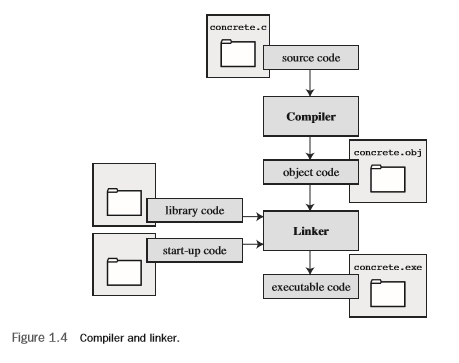 concrete.c
source code
Compiler
concrete.obj
object code
library code
Linker
start-up code
concrete.exe
executable code
Figure 1.4 Compiler and linker.